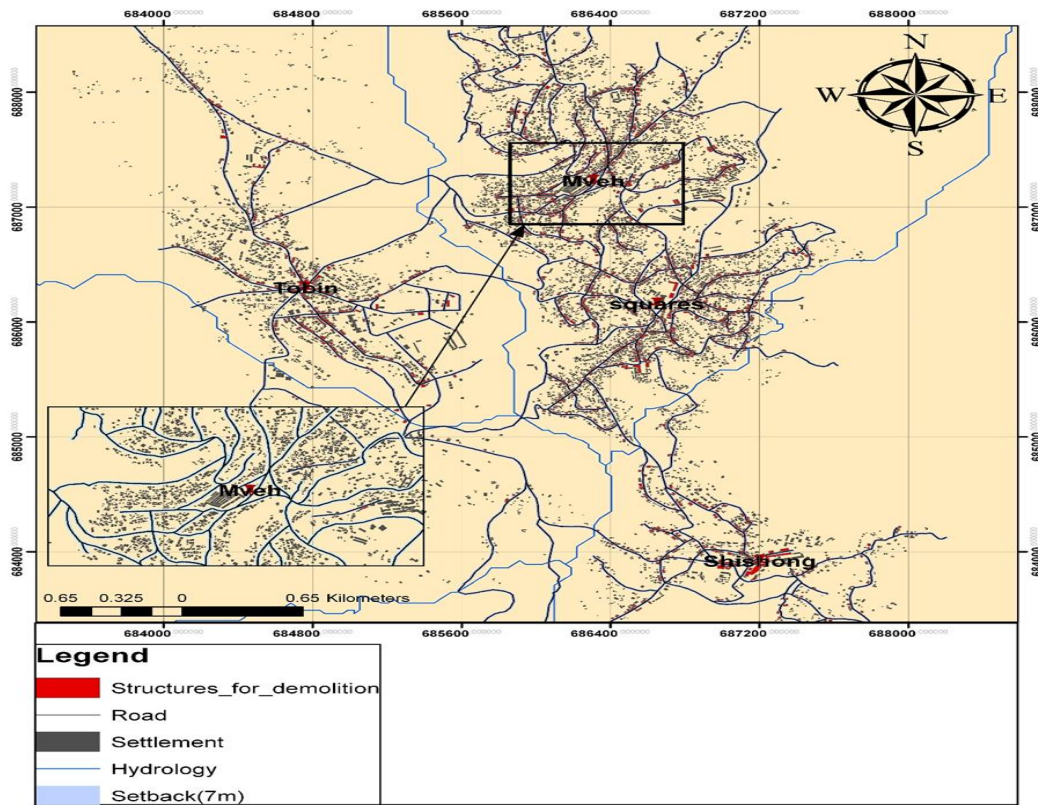 684000 684800 685600 686400 687200 688000
N
W E
S
688000 688000
Mveh
687000 687000
Tobin
squares
686000 686000
685000 685000
Mveh
684000 684000
Shishong
0.65 0.325 0 0.65 Kilometers
684000 684800 685600 686400 687200 688000
Legend
Structures_for_demolition
Road
Settlement
Hydrology
Setback(7m)